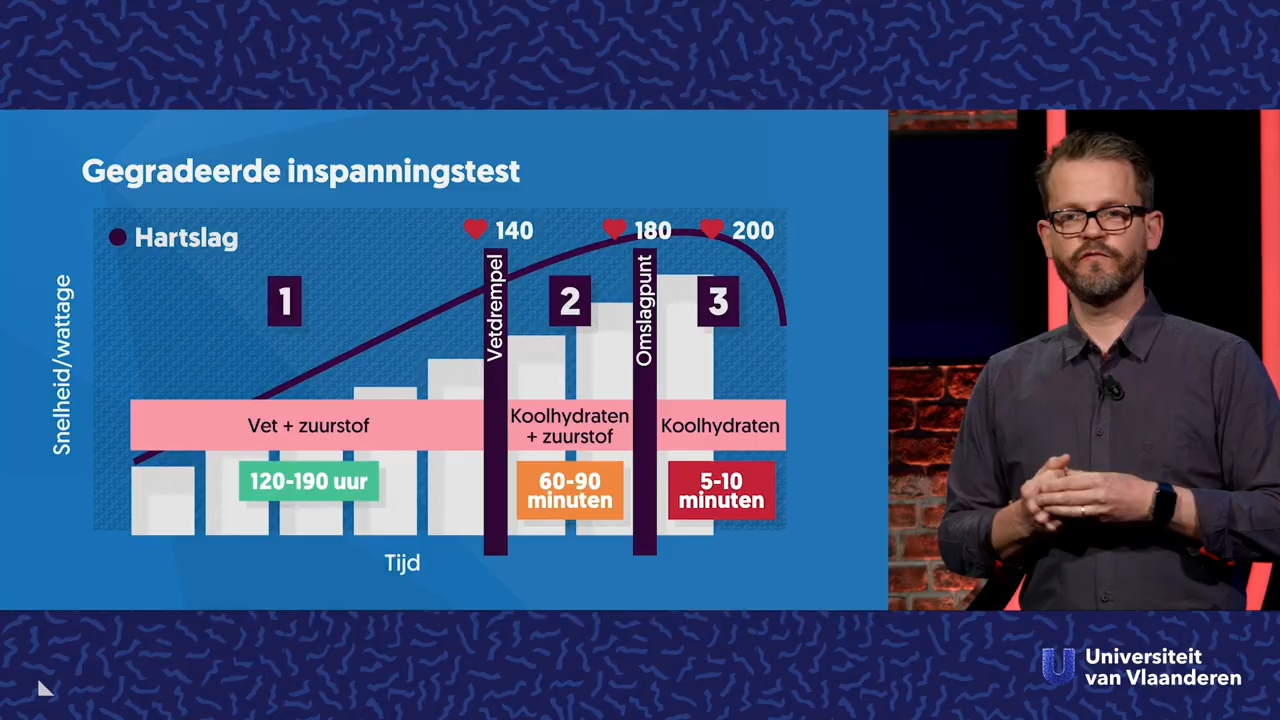 Gegradeerde inspanningstest
Hartslag
140
180
200
Snelheid/wattage
1
Vetdrempel
2
Omslagpunt
3
Vet + zuurstof
Koolhydraten
+ zuurstof
Koolhydraten
120-190 uur
60-90
minuten
5-10
minuten
Tijd
Universiteit
van Vlaanderen